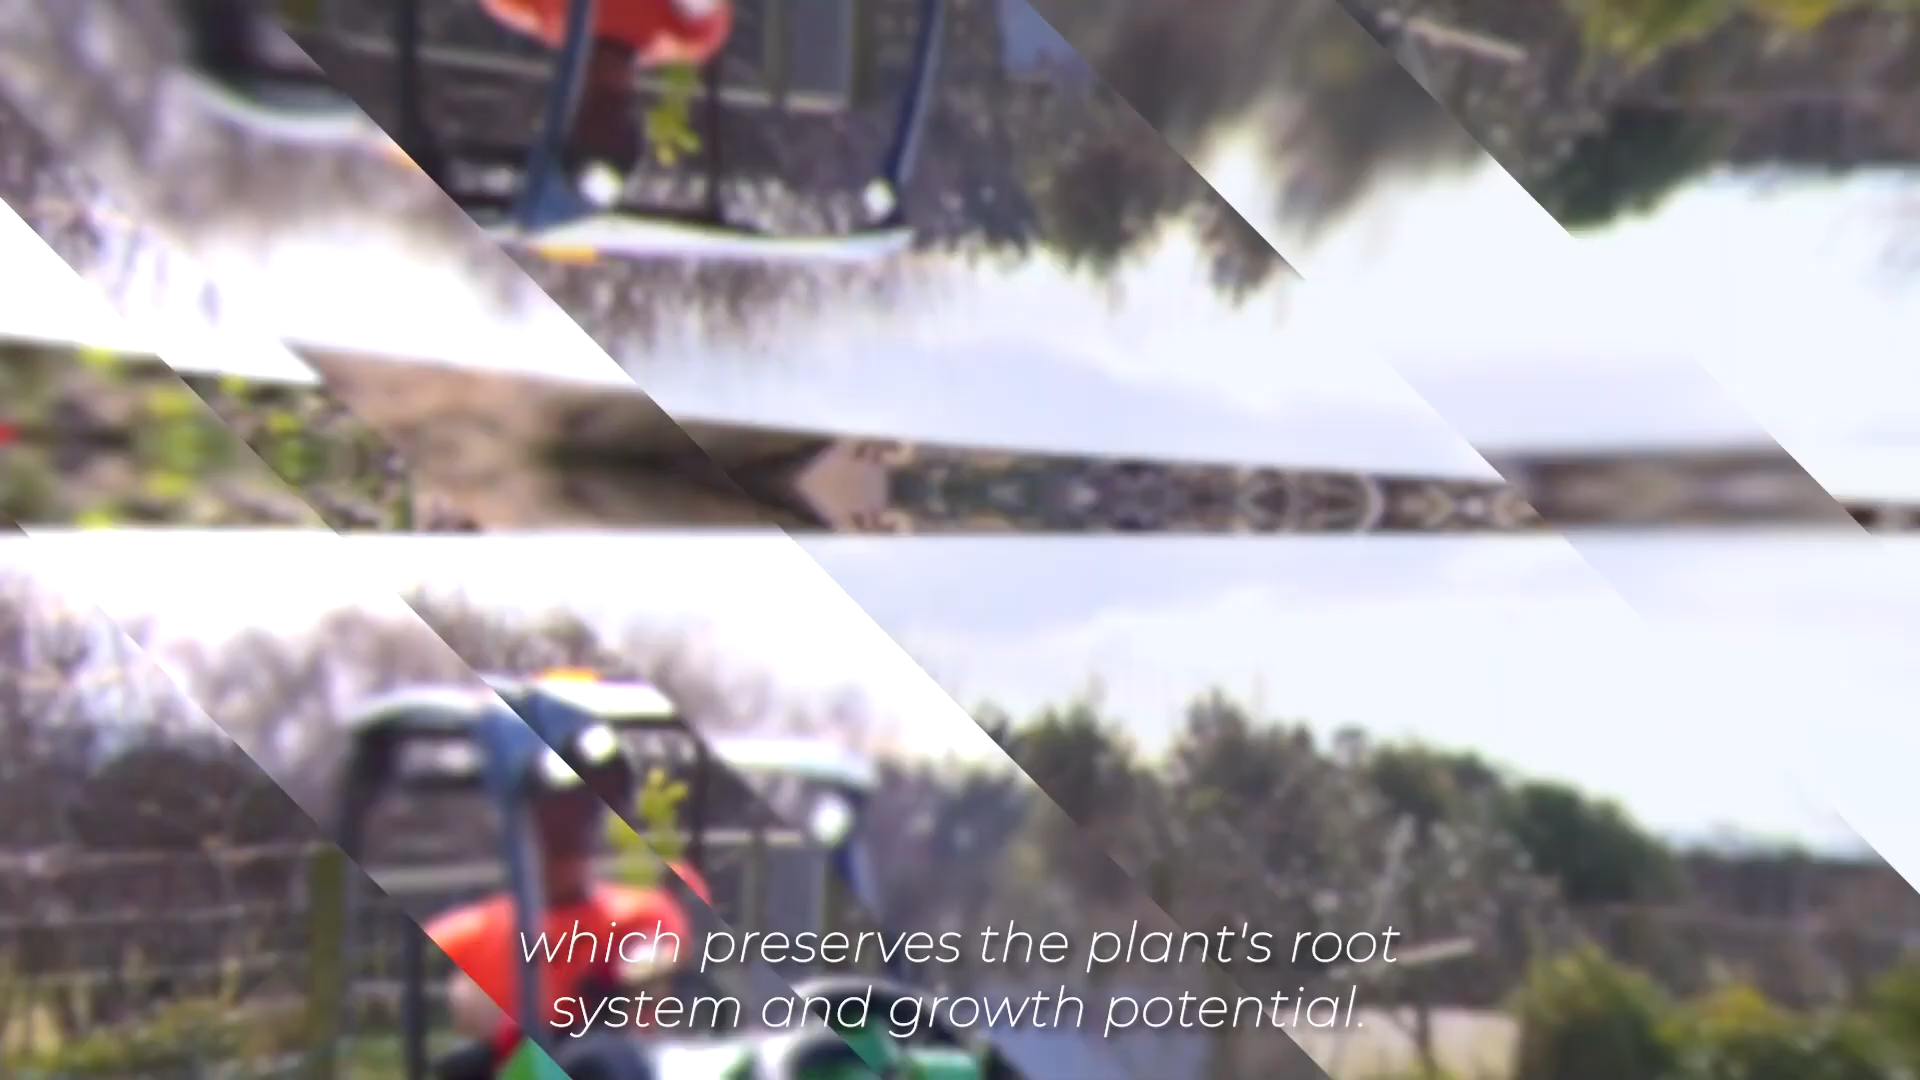 which preserves the plant's root
system and growth potential.